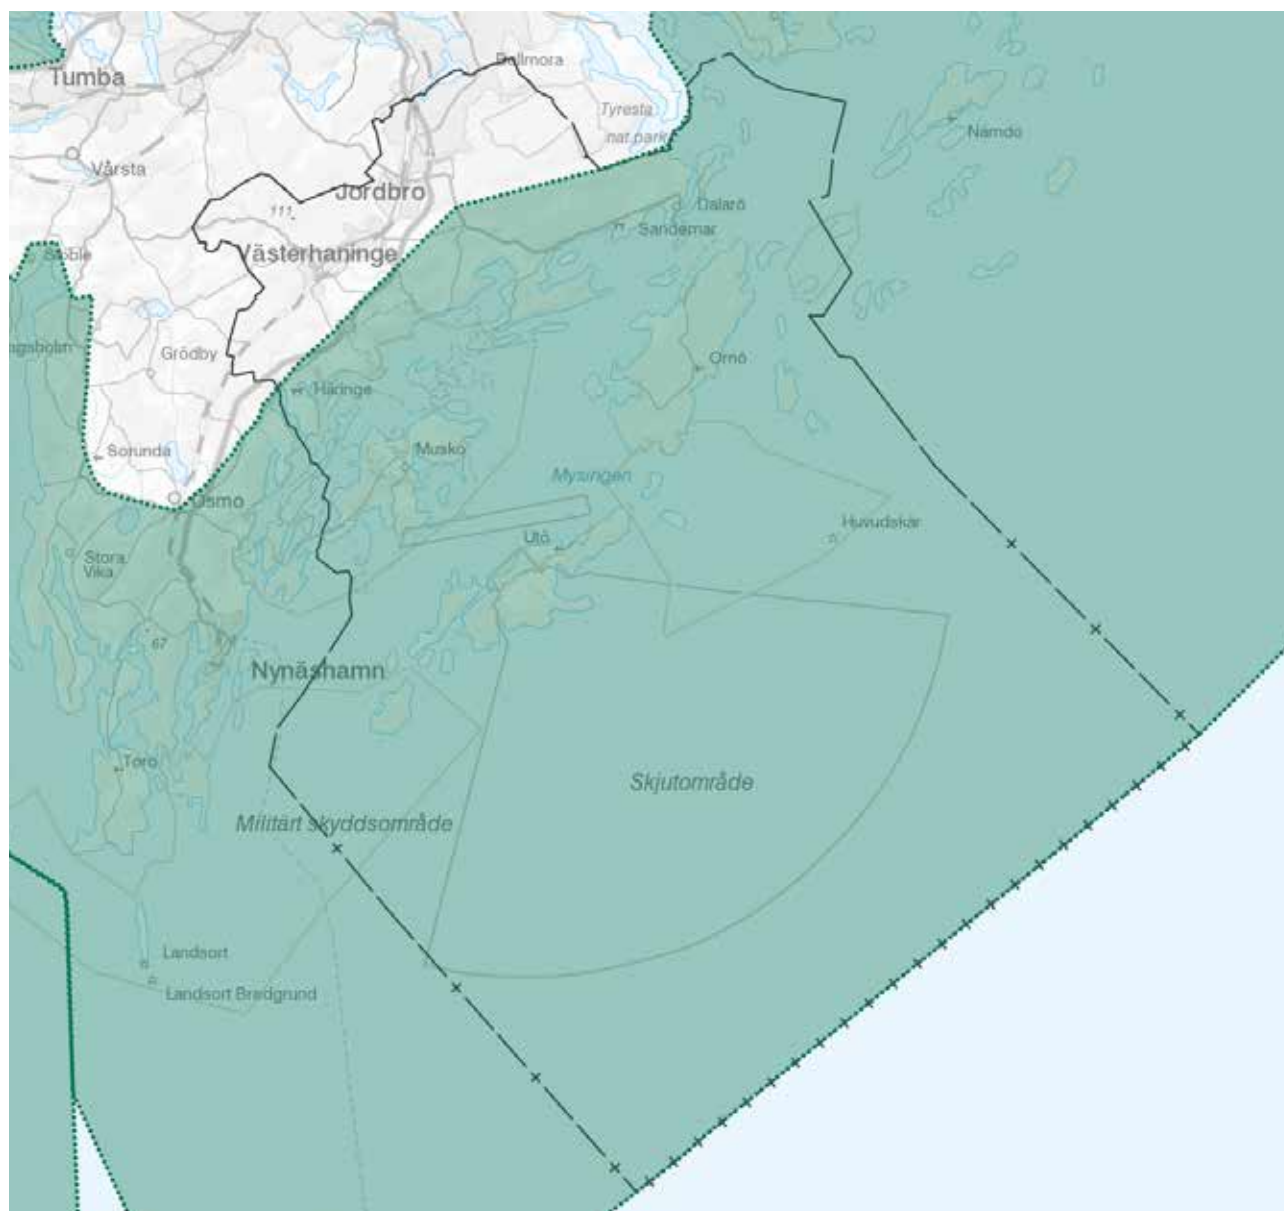 Bollmora
Tumba
Tyresta
nat.park
Nämdö
Vårsta
Jordbro
Dalarö
111
Sandemar
Västerhaninge
Grödby
Ornö
Häringe
Sorunda
Muskö
Mysingen
Ösmo
Huvudskär
Utö
Stora
Vika
67
Nynäshamn
Torö
Skjutområde
Militärt skyddsområde
Landsort
Landsort Bredgrund